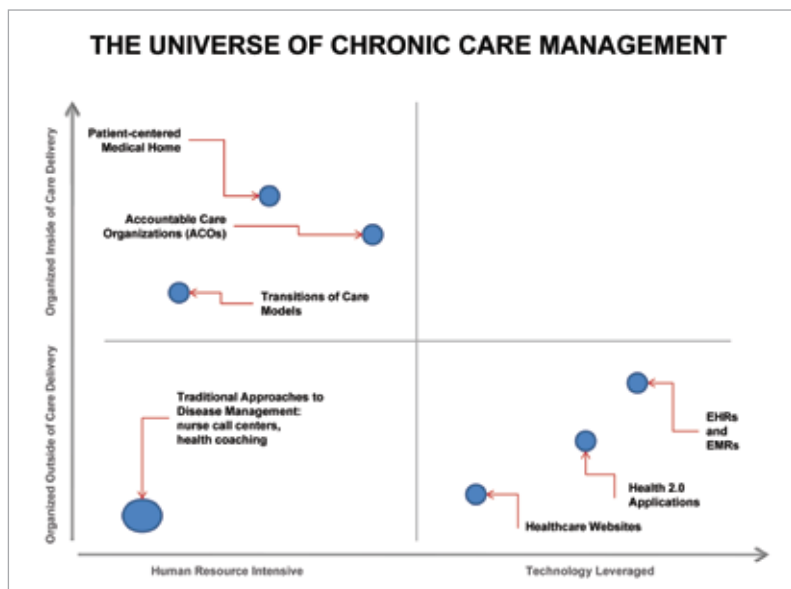 THE UNIVERSE OF CHRONIC CARE MANAGEMENT
Organized Inside of Care Delivery
Patient-centered
Medical Home
Accountable Care
Organizations (ACOs)
Transitions of Care
Models
Organized Outside of Care Delivery
Traditional Approaches to
Disease Management:
nurse call centers,
health coaching
EHRs
and
EMRs
Health 2.0
Applications
Healthcare Websites
Human Resource Intensive
Technology Leveraged